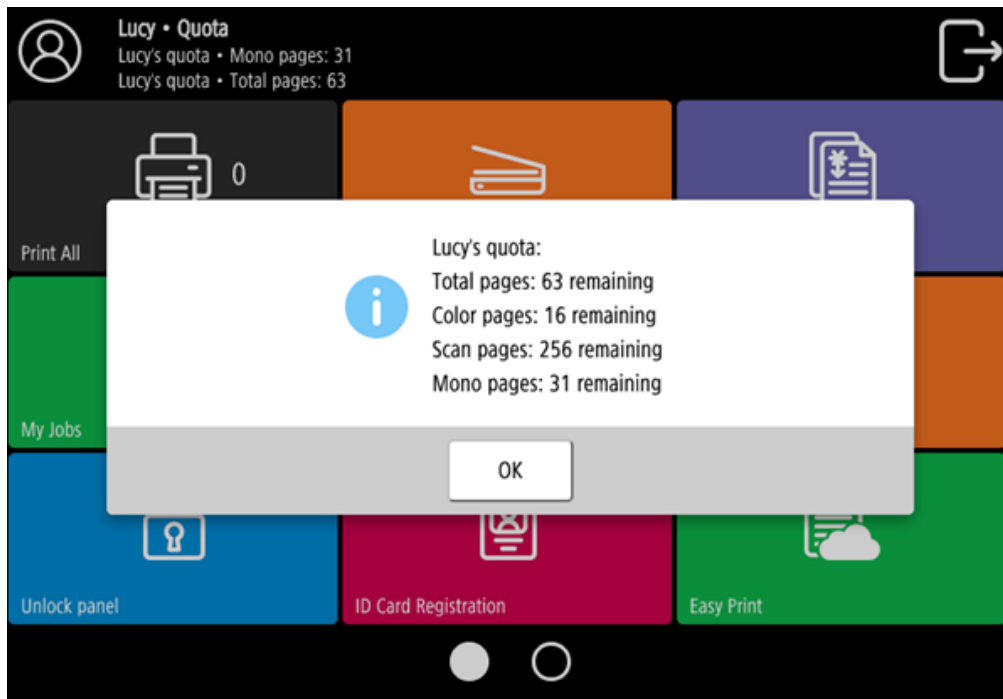 Lucy • Quota
Lucy's quota • Mono pages: 31
Lucy's quota • Total pages: 63
0
Print All
Lucy's quota:
Total pages: 63 remaining
Color pages: 16 remaining
Scan pages: 256 remaining
Mono pages: 31 remaining
My Jobs
OK
Unlock panel
ID Card Registration
Easy Print